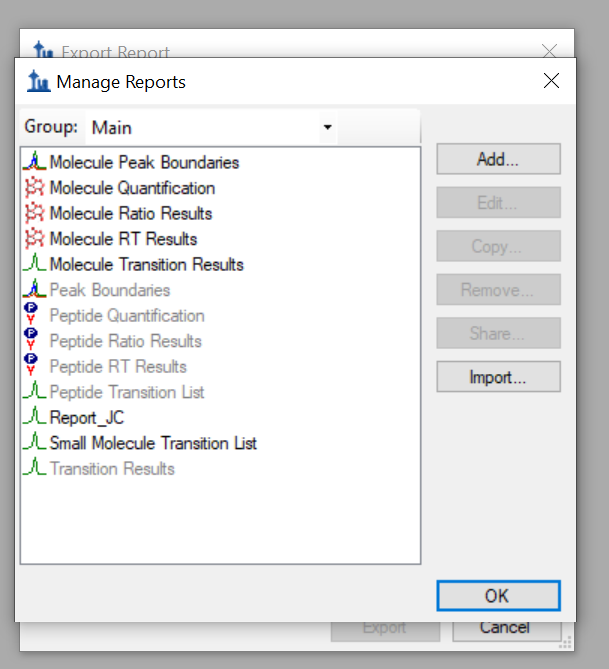 Export Report
Manage Reports
Group: Main
Molecule Peak Boundaries
Molecule Quantification
Molecule Ratio Results
Molecule RT Results
Molecule Transition Results
Peak Boundaries
Peptide Quantification
Peptide Ratio Results
Peptide RT Results
Peptide Transition List
Report_JC
Small Molecule Transition List
Transition Results
Add...
Edit...
Copy...
Remove...
Share...
Import...
OK
Export
Cancel